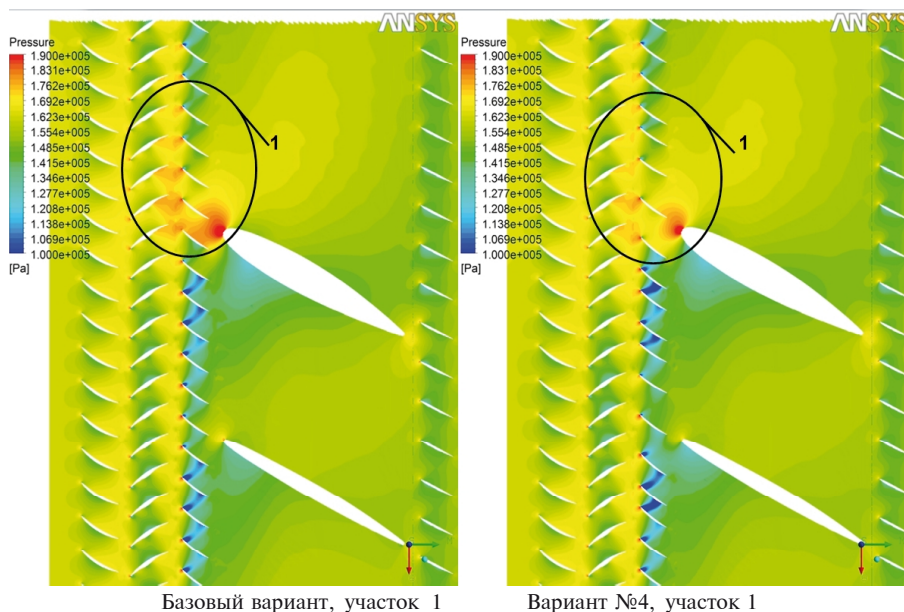 ANSYS
Pressure
1.900e+005
1.831e+005
1.762e+005
1.692e+005
1.623e+005
1.554e+005
1.485e+005
1.415e+005
1.346e+005
1.277e+005
1.208e+005
1.138e+005
1.069e+005
1.000e+005
[Pa]
1
Базовый вариант, участок 1
ANSYS
Pressure
1.900e+005
1.831e+005
1.762e+005
1.692e+005
1.623e+005
1.554e+005
1.485e+005
1.415e+005
1.346e+005
1.277e+005
1.208e+005
1.138e+005
1.069e+005
1.000e+005
[Pa]
1
Вариант №4, участок 1